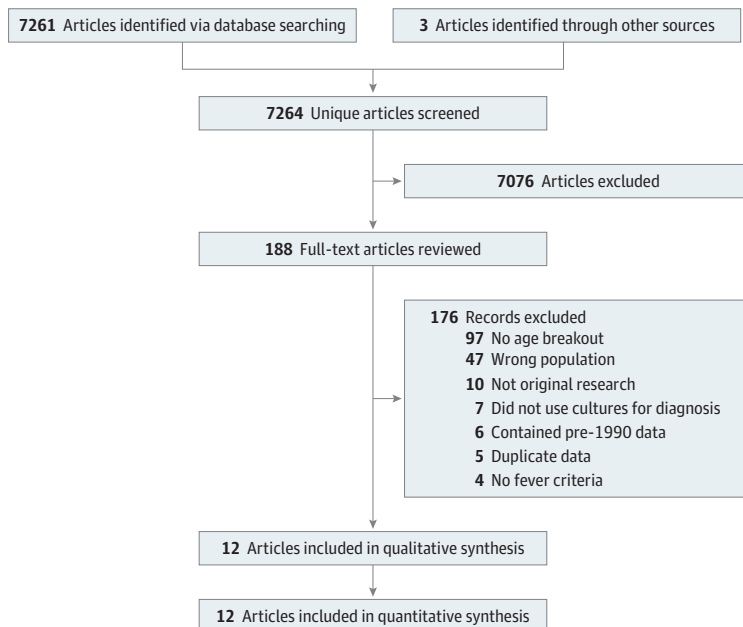 7261 Articles identified via database searching
3 Articles identified through other sources
7264 Unique articles screened
7076 Articles excluded
188 Full-text articles reviewed
176 Records excluded
97 No age breakout
47 Wrong population
10 Not original research
7 Did not use cultures for diagnosis
6 Contained pre-1990 data
5 Duplicate data
4 No fever criteria
12 Articles included in qualitative synthesis
12 Articles included in quantitative synthesis